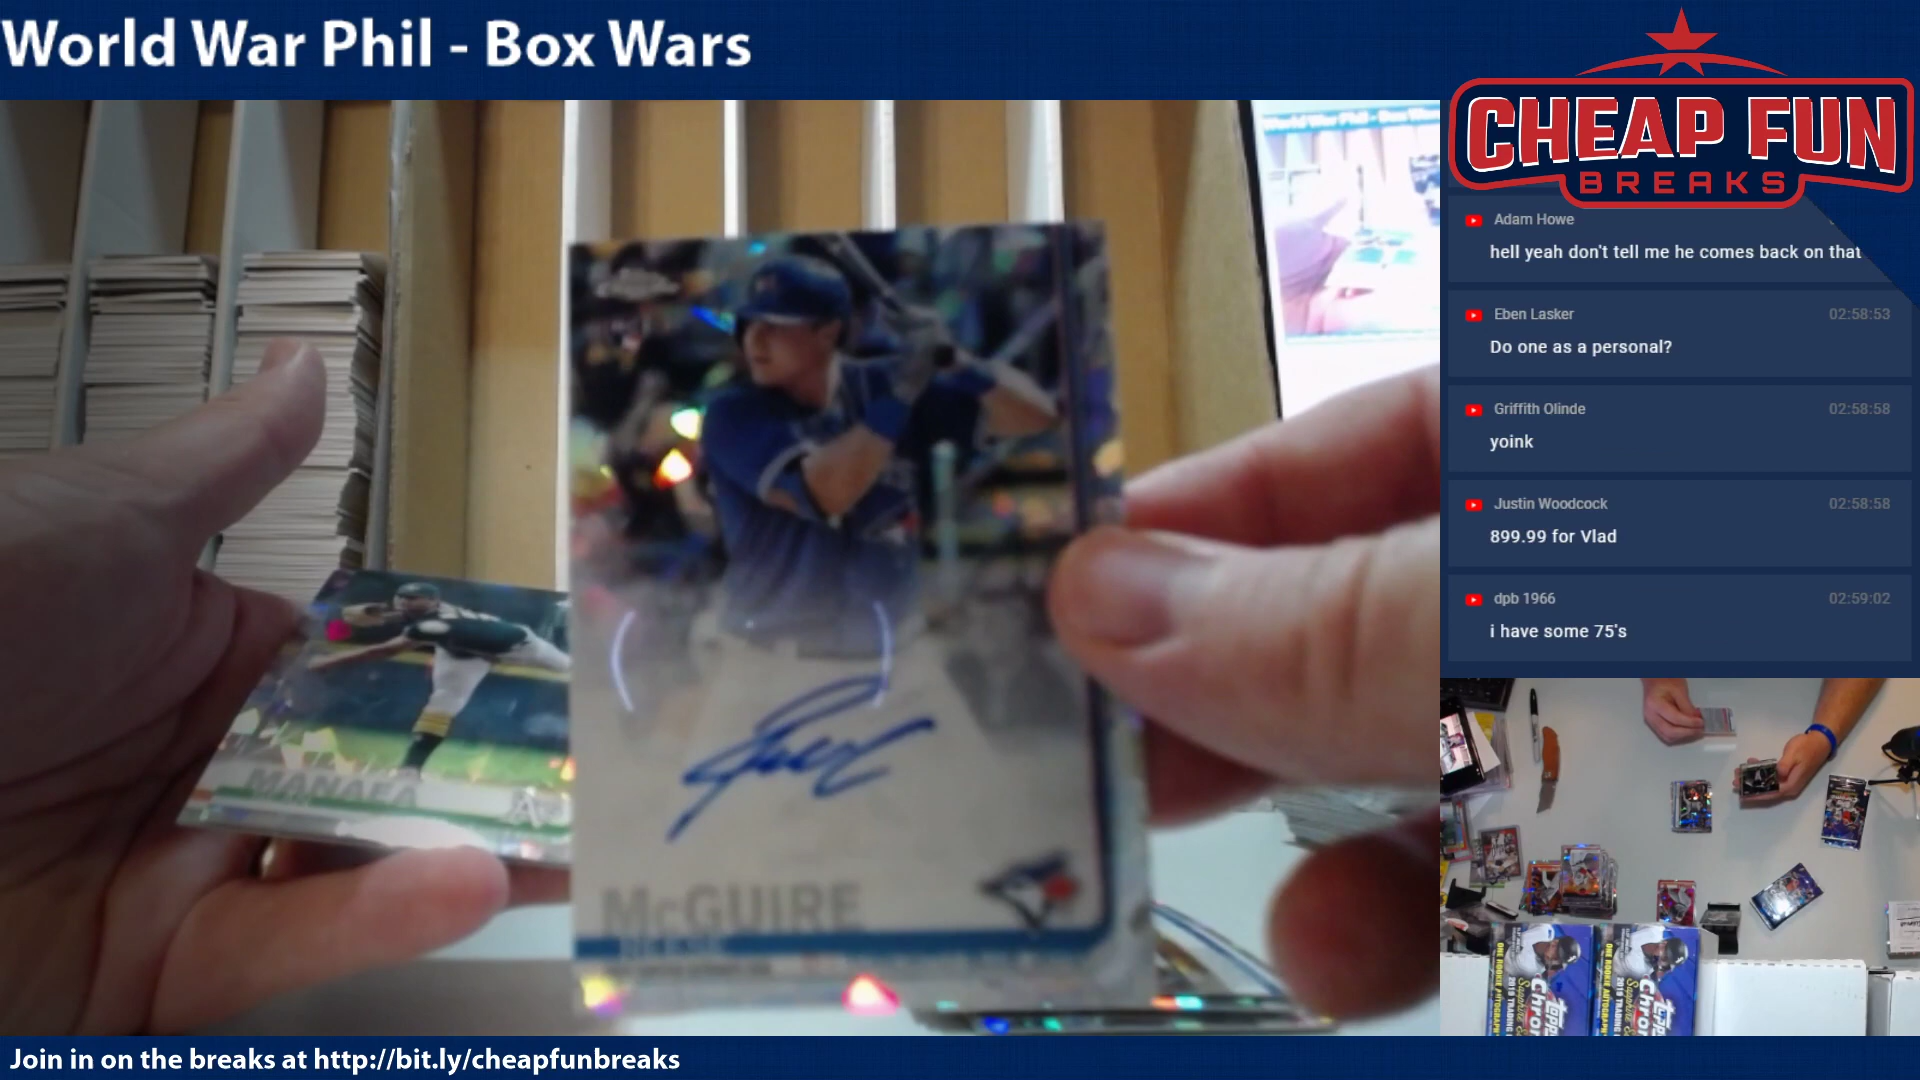 World War Phil - Box Wars
CHEAP FUN
BREAKS
Adam Howe
hell yeah don't tell me he comes back on that
Eben Lasker 02:58:53
Do one as a personal?
Griffith Olinde 02:58:58
yoink
Justin Woodcock 02:58:58
899.99 for Vlad
dpb 1966 02:59:02
i have some 75's
MANAEA
McGUIRE
REESE
Join in on the breaks at http://bit.ly/cheapfunbreaks